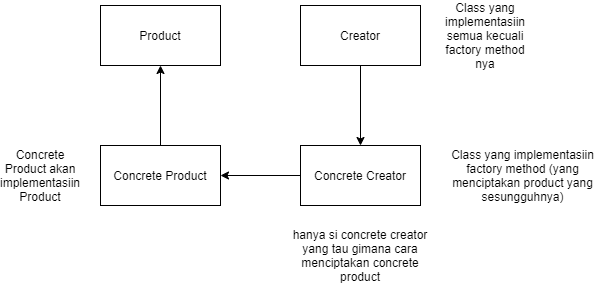 Product
Creator
Class yang
implementasiin
semua kecuali
factory method
nya
Concrete
Product akan
implementasiin
Product
Concrete Product
Concrete Creator
Class yang implementasiin
factory method (yang
menciptakan product yang
sesungguhnya)
hanya si concrete creator
yang tau gimana cara
menciptakan concrete
product